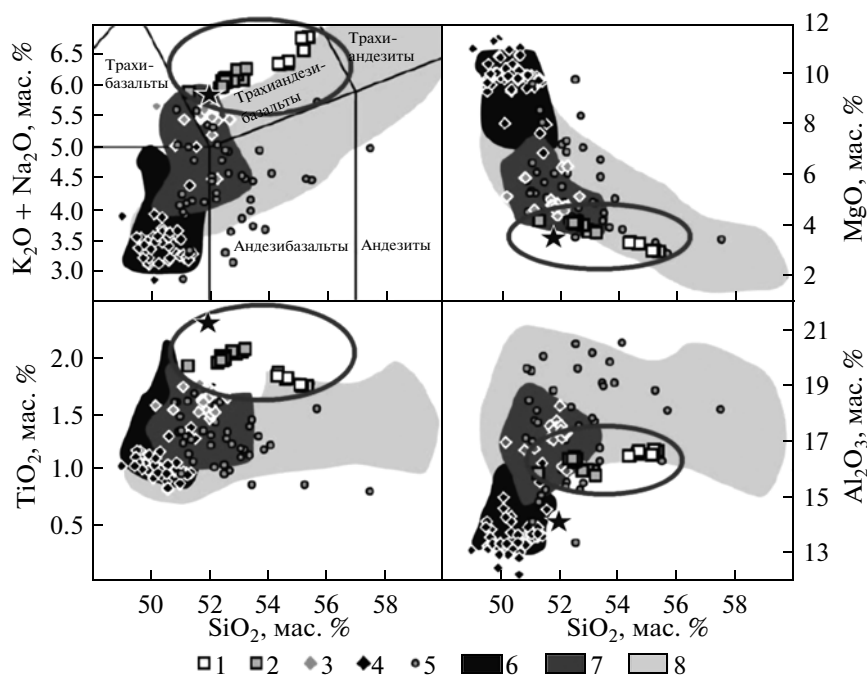 12
6.5
6.0
5.5
5.0
4.5
4.0
3.5
3.0
K₂O + Na₂O, мас. %
Трахи-
базальты
Трахи-
андезиты
Трахиандези-
базальты
Андезибазальты
Андезиты
10
8
6
4
2
MgO, мас. %
2.0
1.5
1.0
0.5
TiO₂, мас. %
21
19
17
15
13
Al₂O₃, мас. %
50 52 54 56 58
SiO₂, мас. %
50 52 54 56 58
SiO₂, мас. %
1 2 3 4 5 6 7 8